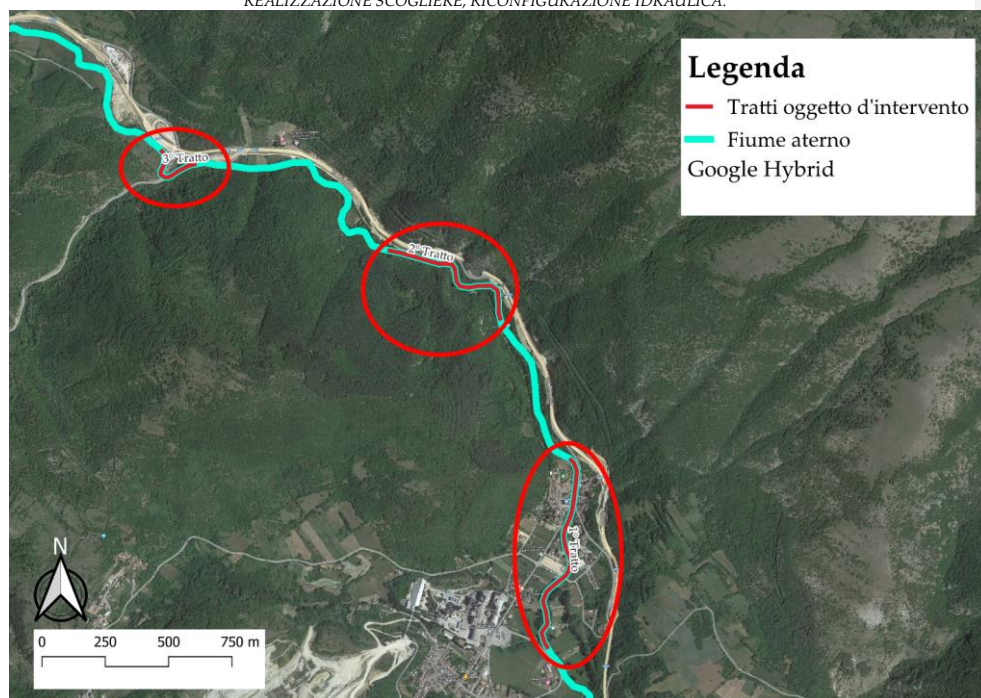 REALIZZAZIONE SCOGLIERE, RICONFIGURAZIONE IDRAULICA.
Legenda
Tratti oggetto d'intervento
Fiume aterno
Google Hybrid
3° Tratto
2° Tratto
1° Tratto
N
0 250 500 750 m